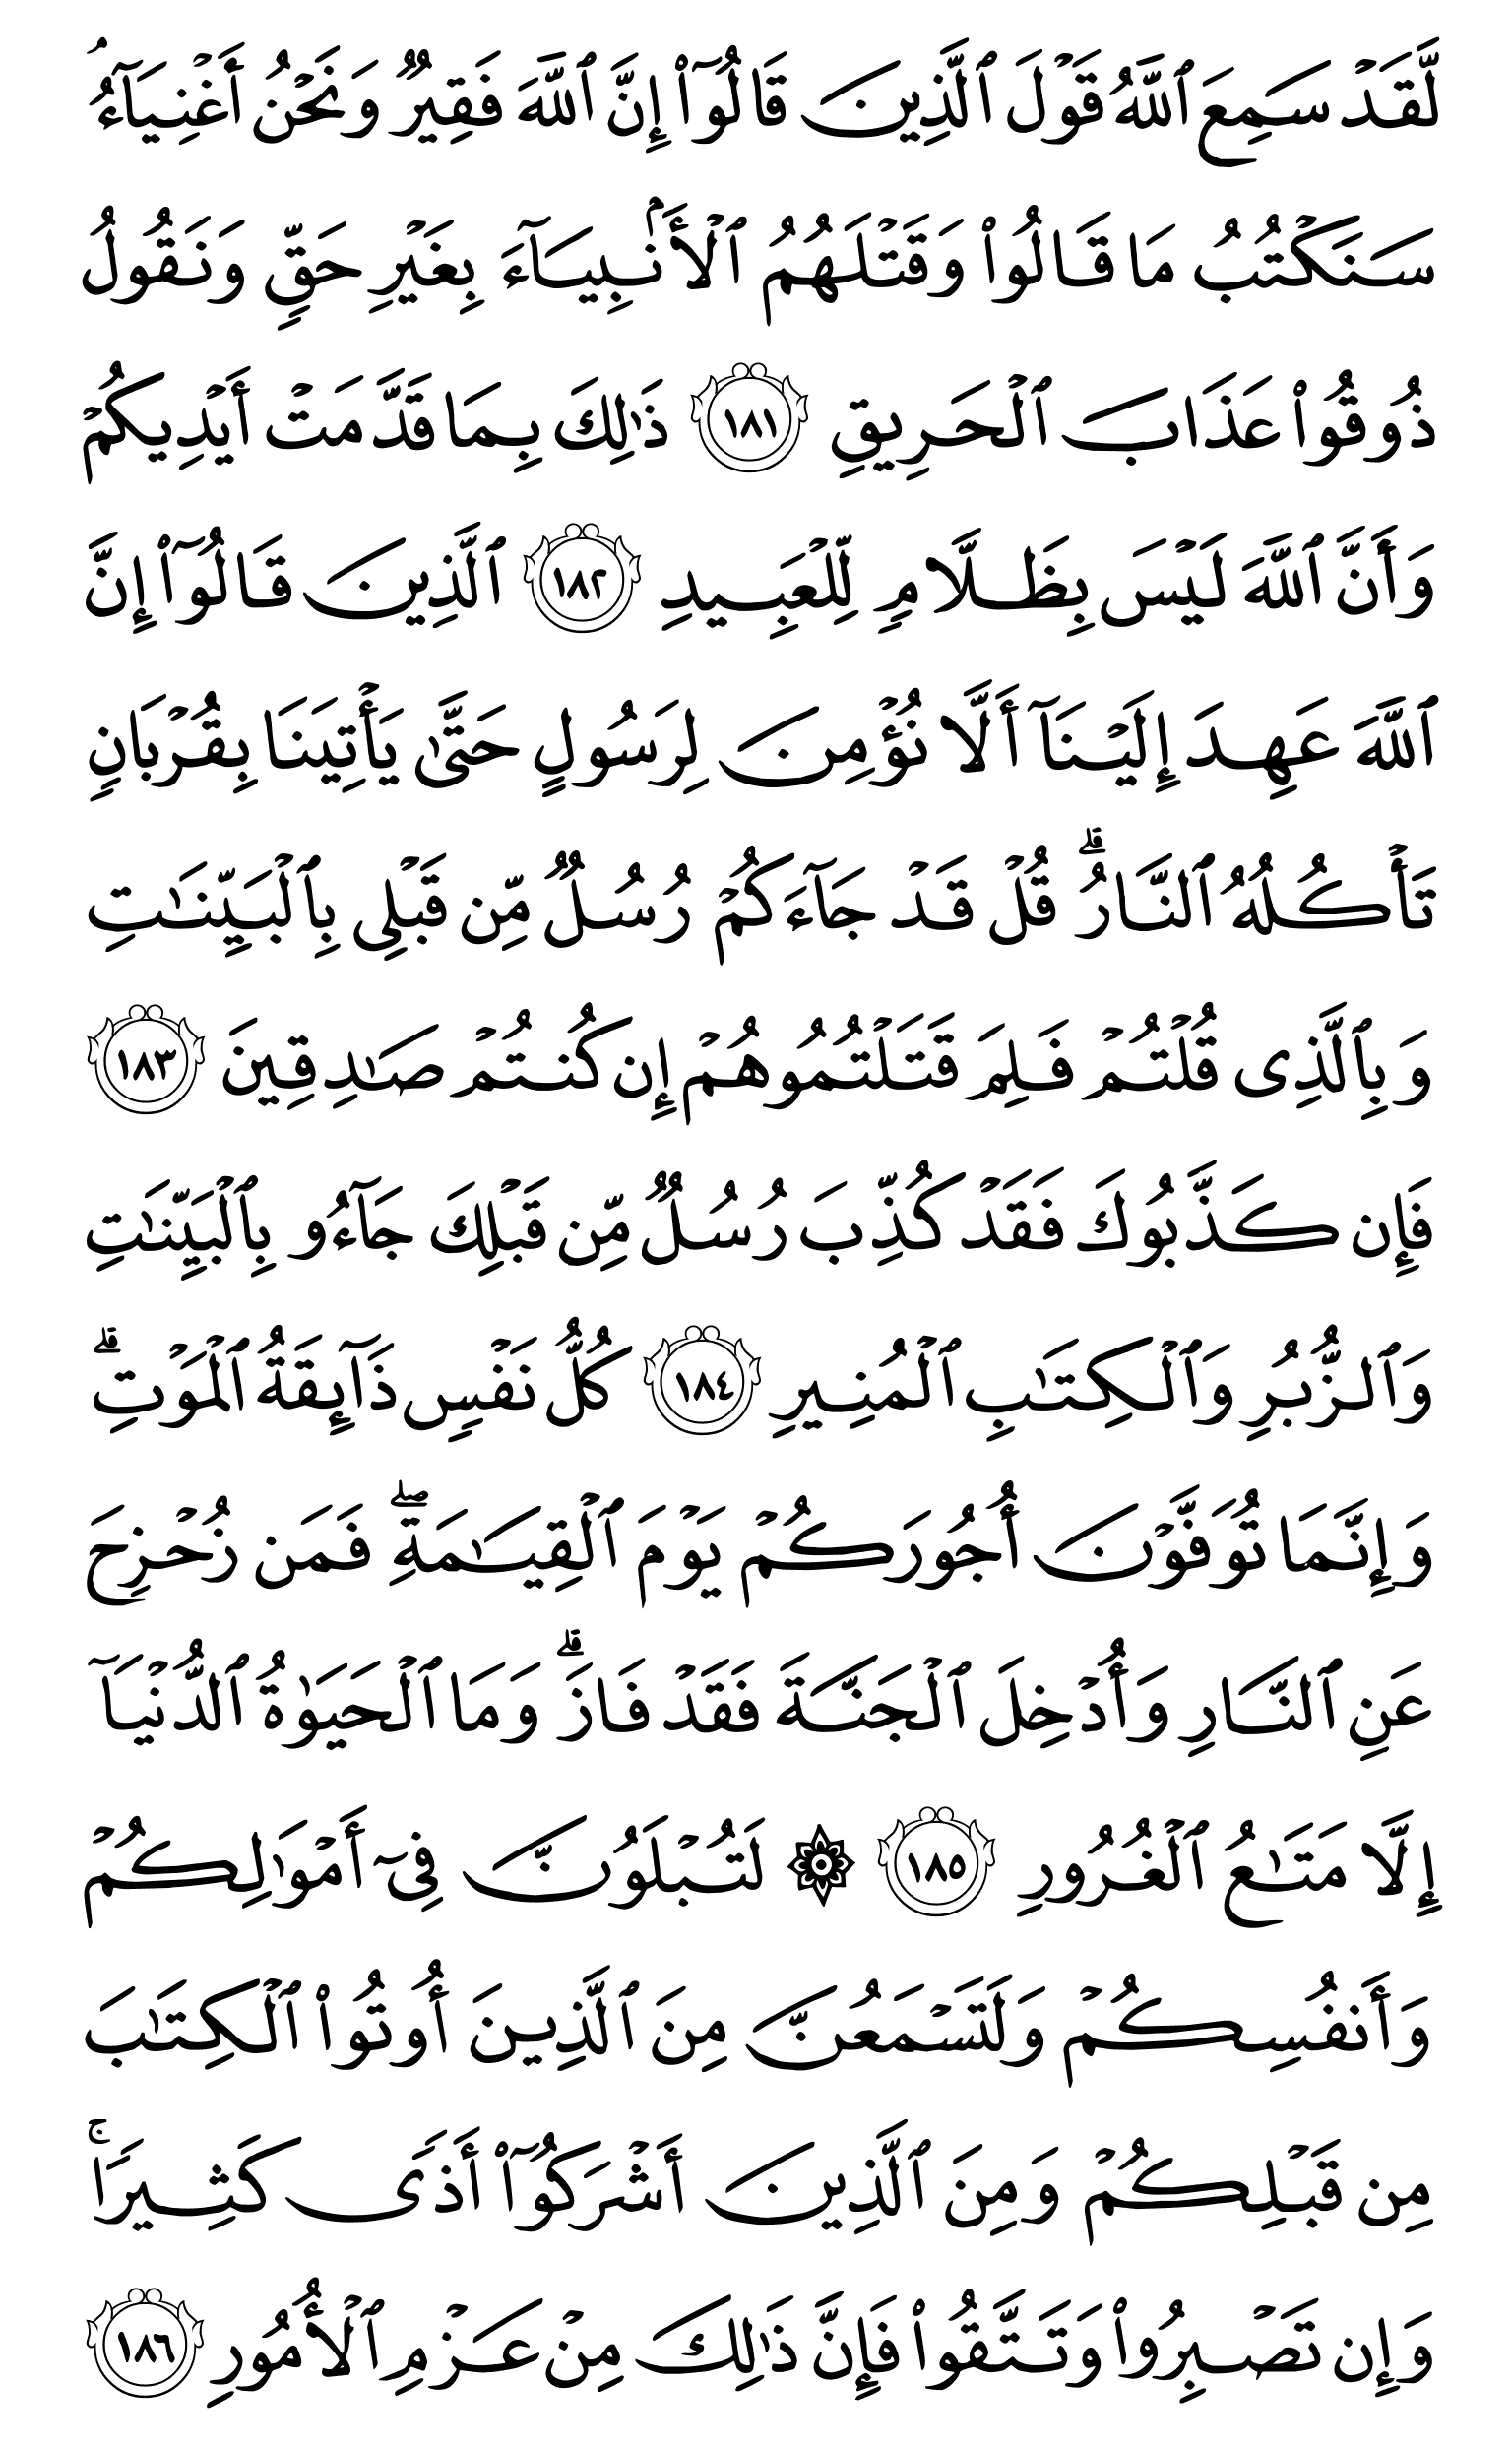 لَّقَدْ سَمِعَ ٱللَّهُ قَوْلَ ٱلَّذِينَ قَالُوٓا۟ إِنَّ ٱللَّهَ فَقِيرٌ وَنَحْنُ أَغْنِيَآءُ ۘ
سَنَكْتُبُ مَا قَالُوا۟ وَقَتْلَهُمُ ٱلْأَنۢبِيَآءَ بِغَيْرِ حَقٍّ وَنَقُولُ
ذُوقُوا۟ عَذَابَ ٱلْحَرِيقِ ١٨١ ذَٰلِكَ بِمَا قَدَّمَتْ أَيْدِيكُمْ
وَأَنَّ ٱللَّهَ لَيْسَ بِظَلَّامٍ لِّلْعَبِيدِ ١٨٢ ٱلَّذِينَ قَالُوٓا۟ إِنَّ
ٱللَّهَ عَهِدَ إِلَيْنَآ أَلَّا نُؤْمِنَ لِرَسُولٍ حَتَّىٰ يَأْتِيَنَا بِقُرْبَانٍ
تَأْكُلُهُ ٱلنَّارُ ۗ قُلْ قَدْ جَآءَكُمْ رُسُلٌ مِّن قَبْلِى بِٱلْبَيِّنَٰتِ
وَبِٱلَّذِى قُلْتُمْ فَلِمَ قَتَلْتُمُوهُمْ إِن كُنتُمْ صَٰدِقِينَ ١٨٣
فَإِن كَذَّبُوكَ فَقَدْ كُذِّبَ رُسُلٌ مِّن قَبْلِكَ جَآءُو بِٱلْبَيِّنَٰتِ
وَٱلزُّبُرِ وَٱلْكِتَٰبِ ٱلْمُنِيرِ ١٨٤ كُلُّ نَفْسٍ ذَآئِقَةُ ٱلْمَوْتِ ۗ
وَإِنَّمَا تُوَفَّوْنَ أُجُورَكُمْ يَوْمَ ٱلْقِيَٰمَةِ ۖ فَمَن زُحْزِحَ
عَنِ ٱلنَّارِ وَأُدْخِلَ ٱلْجَنَّةَ فَقَدْ فَازَ ۗ وَمَا ٱلْحَيَوٰةُ ٱلدُّنْيَآ
إِلَّا مَتَٰعُ ٱلْغُرُورِ ١٨٥ ۞ لَتُبْلَوُنَّ فِىٓ أَمْوَٰلِكُمْ
وَأَنفُسِكُمْ وَلَتَسْمَعُنَّ مِنَ ٱلَّذِينَ أُوتُوا۟ ٱلْكِتَٰبَ
مِن قَبْلِكُمْ وَمِنَ ٱلَّذِينَ أَشْرَكُوٓا۟ أَذًى كَثِيرًا ۚ
وَإِن تَصْبِرُوا۟ وَتَتَّقُوا۟ فَإِنَّ ذَٰلِكَ مِنْ عَزْمِ ٱلْأُمُورِ ١٨٦